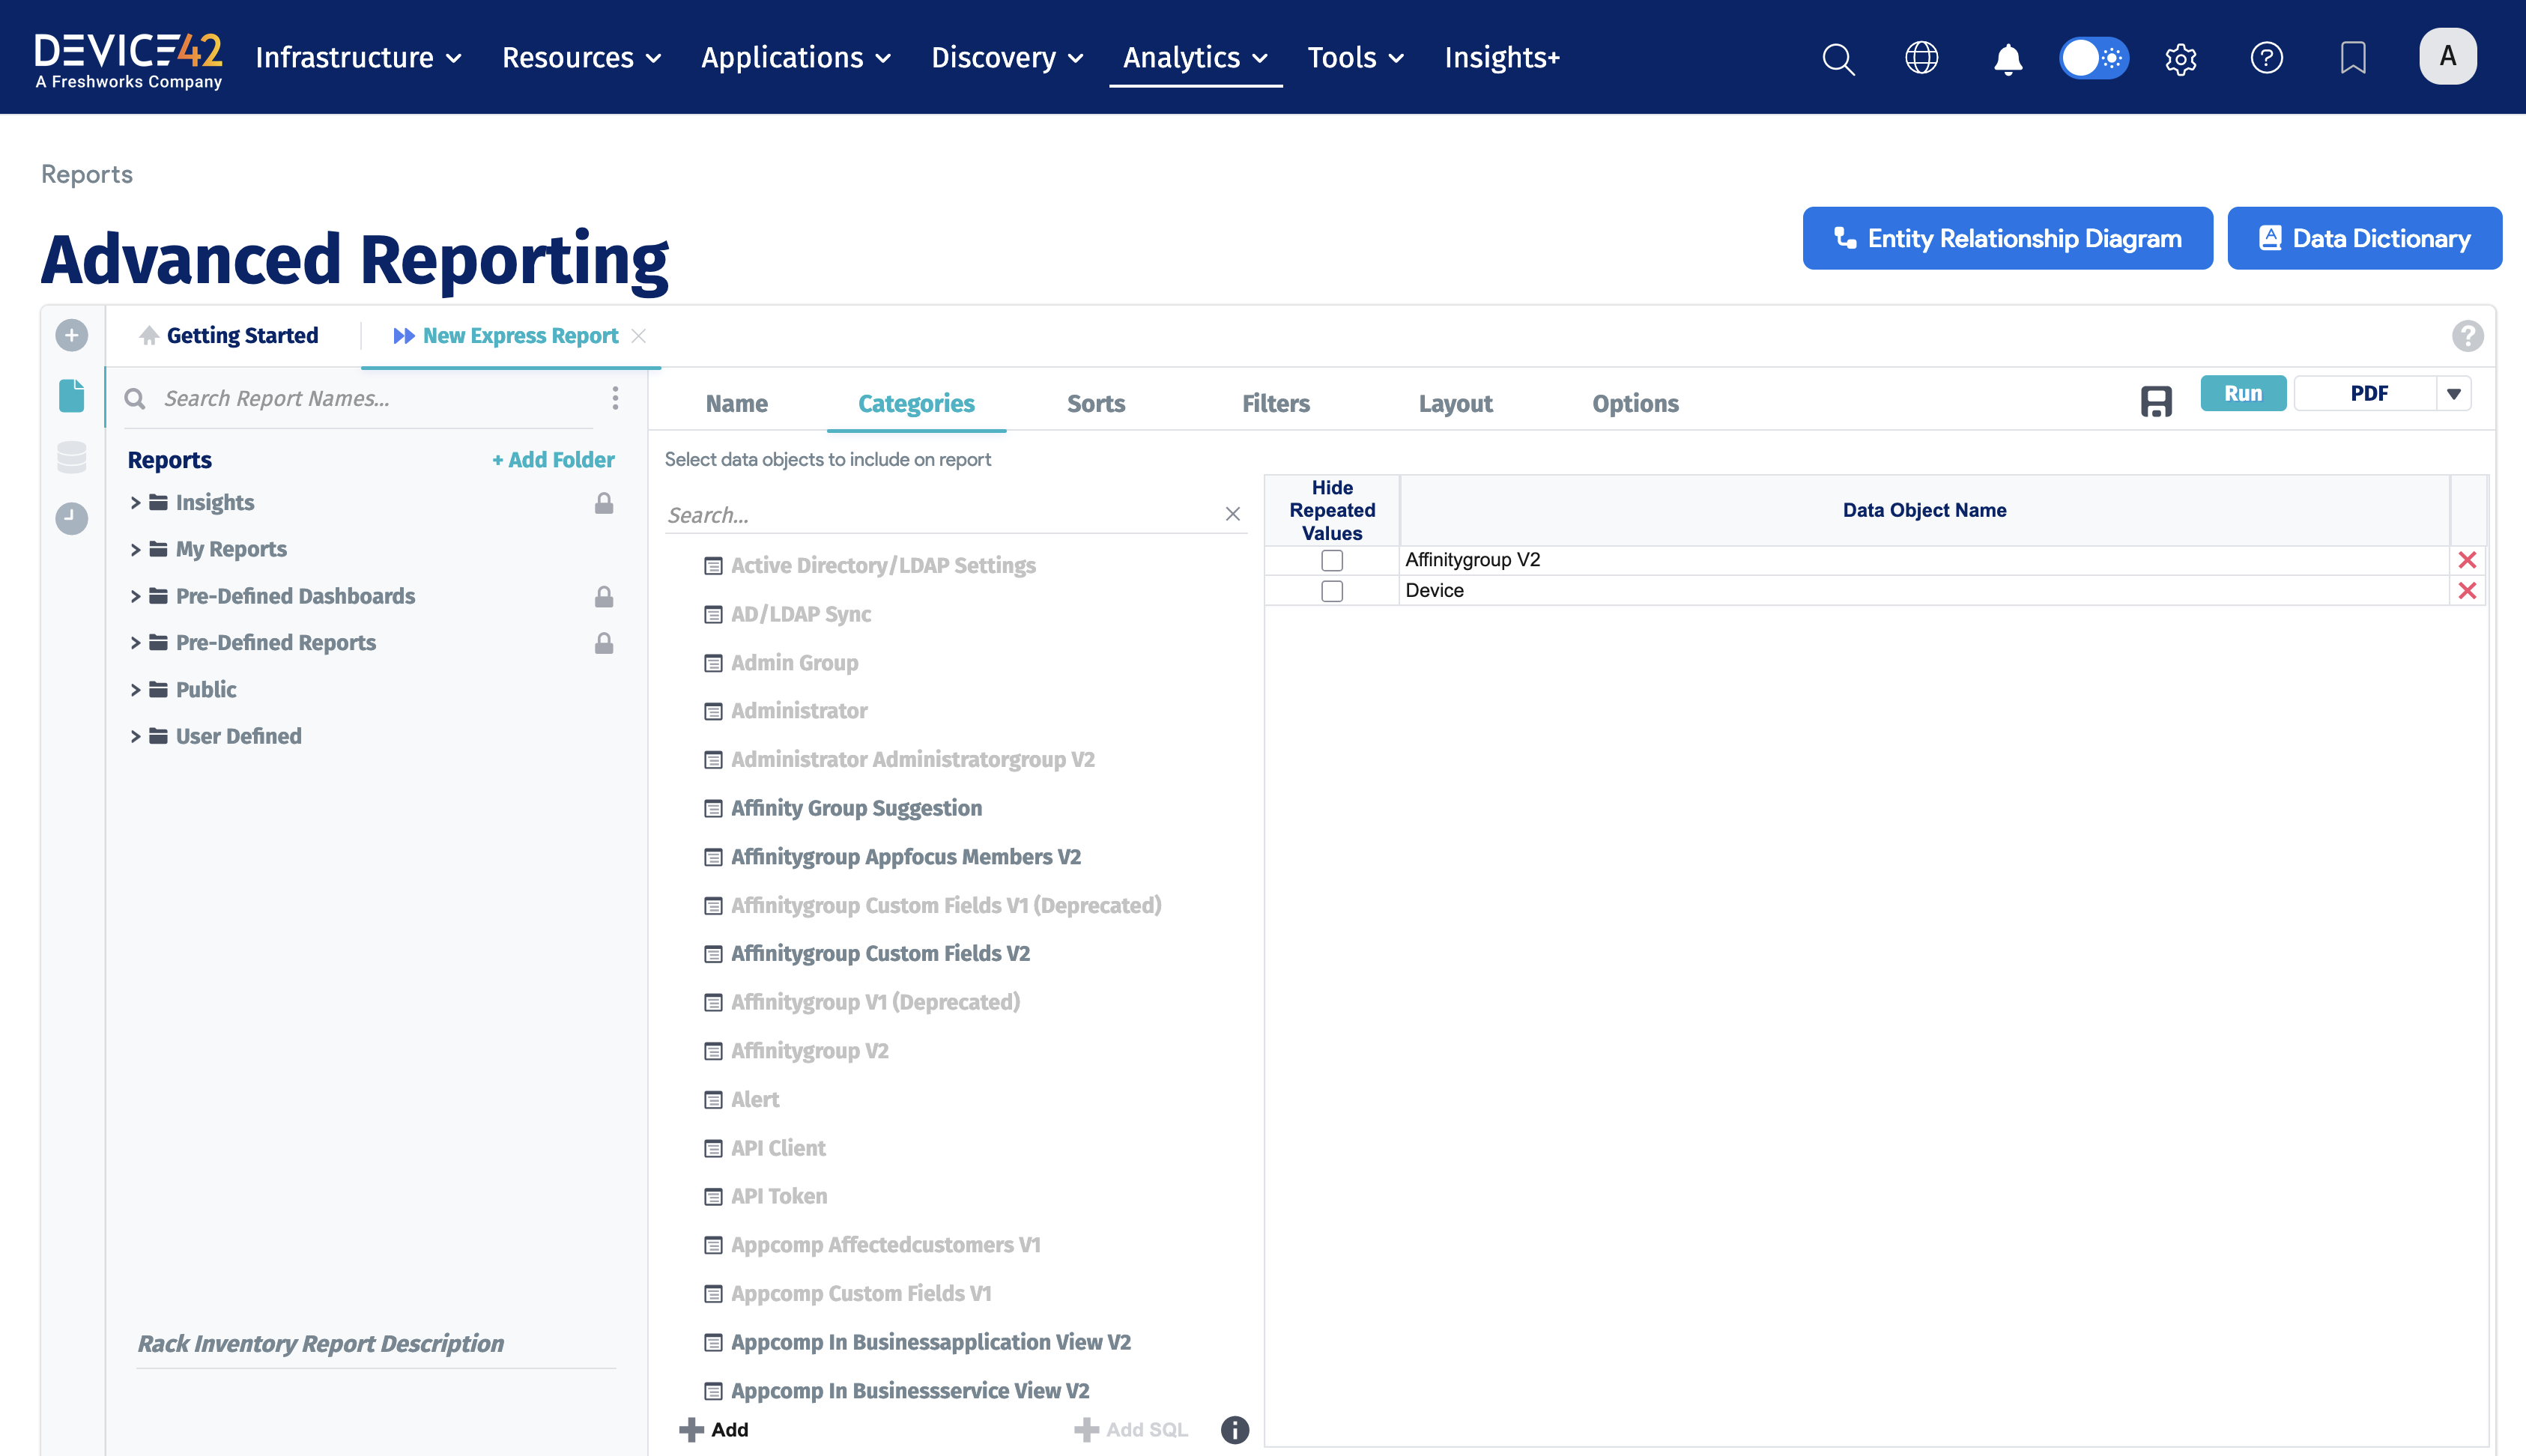 DEVICE42
A Freshworks Company
Infrastructure
Resources
Applications
Discovery
Analytics
Tools
Insights+
A
Reports
Advanced Reporting
Entity Relationship Diagram
Data Dictionary
Getting Started
New Express Report
Search Report Names...
Name
Categories
Sorts
Filters
Layout
Options
Run
PDF
Reports
+ Add Folder
Insights
My Reports
Pre-Defined Dashboards
Pre-Defined Reports
Public
User Defined
Rack Inventory Report Description
Select data objects to include on report
Search...
Active Directory/LDAP Settings
AD/LDAP Sync
Admin Group
Administrator
Administrator Administratorgroup V2
Affinity Group Suggestion
Affinitygroup Appfocus Members V2
Affinitygroup Custom Fields V1 (Deprecated)
Affinitygroup Custom Fields V2
Affinitygroup V1 (Deprecated)
Affinitygroup V2
Alert
API Client
API Token
Appcomp Affectedcustomers V1
Appcomp Custom Fields V1
Appcomp In Businessapplication View V2
Appcomp In Businessservice View V2
Add
Add SQL
Hide
Repeated
Values
Data Object Name
Affinitygroup V2
Device